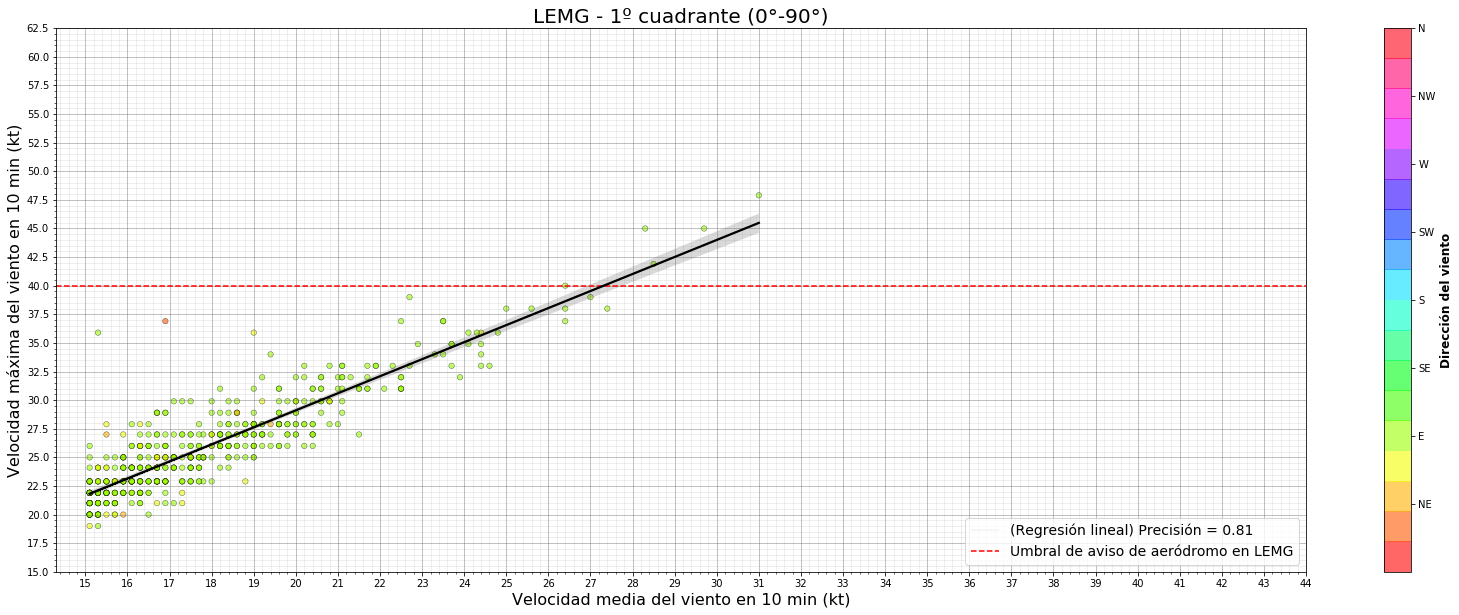 LEMG - 1º cuadrante (0°-90°)
Velocidad máxima del viento en 10 min (kt)
62.5
60.0
57.5
55.0
52.5
50.0
47.5
45.0
42.5
40.0
37.5
35.0
32.5
30.0
27.5
25.0
22.5
20.0
17.5
15.0
15 16 17 18 19 20 21 22 23 24 25 26 27 28 29 30 31 32 33 34 35 36 37 38 39 40 41 42 43 44
Velocidad media del viento en 10 min (kt)
(Regresión lineal) Precisión = 0.81
Umbral de aviso de aeródromo en LEMG
N
NW
W
SW
S
SE
E
NE
Dirección del viento